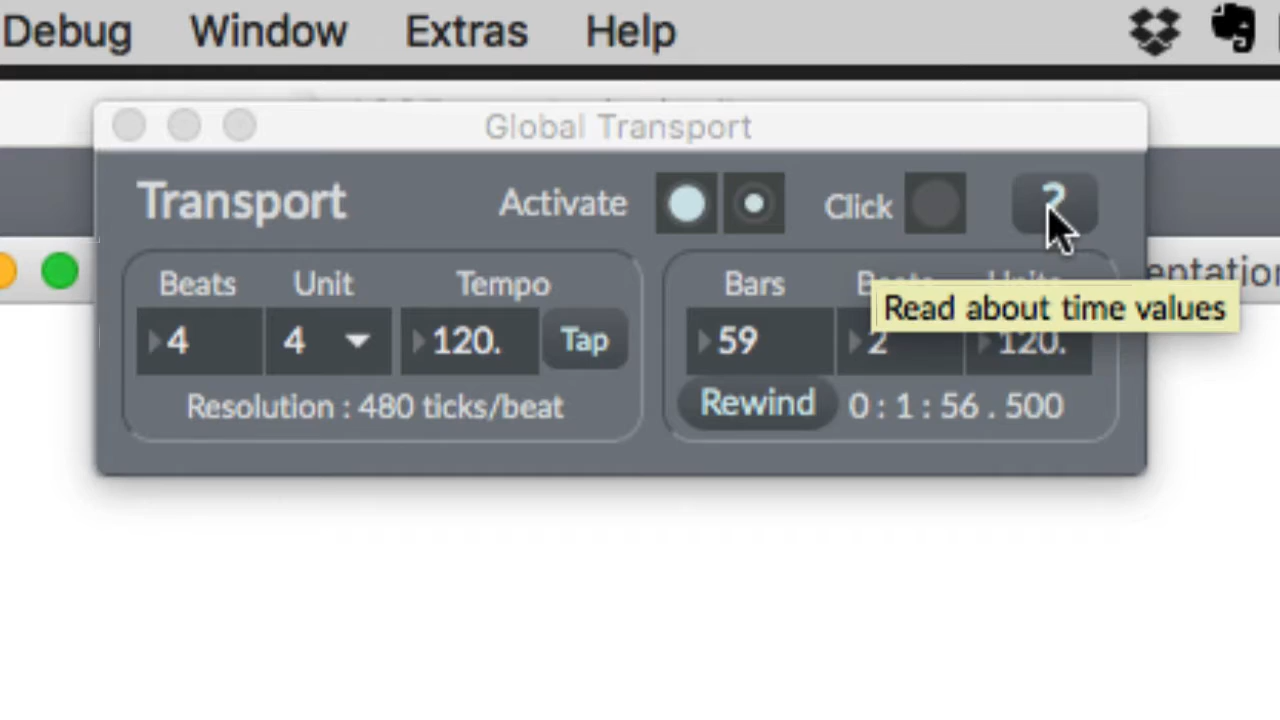 Debug Window Extras Help
Global Transport
Transport Activate Click ?
Beats Unit Tempo Bars
entation
Read about time values
4 4 120. Tap 59 2 120.
Resolution : 480 ticks/beat Rewind 0 : 1 : 56 . 500